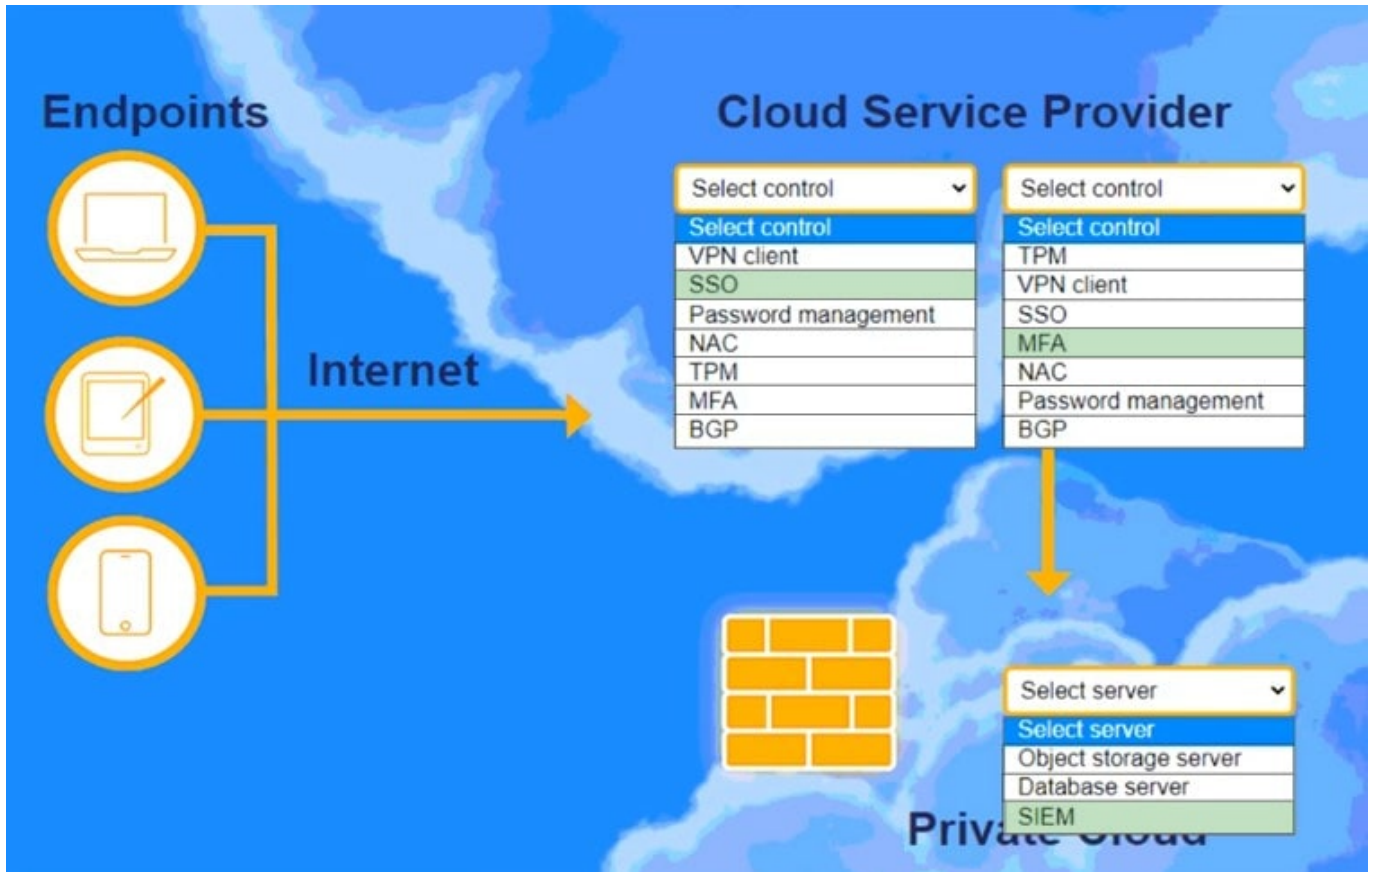 Endpoints
Cloud Service Provider
Select control
Select control
VPN client
SSO
Password management
NAC
TPM
MFA
BGP
Select control
Select control
TPM
VPN client
SSO
MFA
NAC
Password management
BGP
Internet
Select server
Select server
Object storage server
Database server
SIEM
Private Cloud